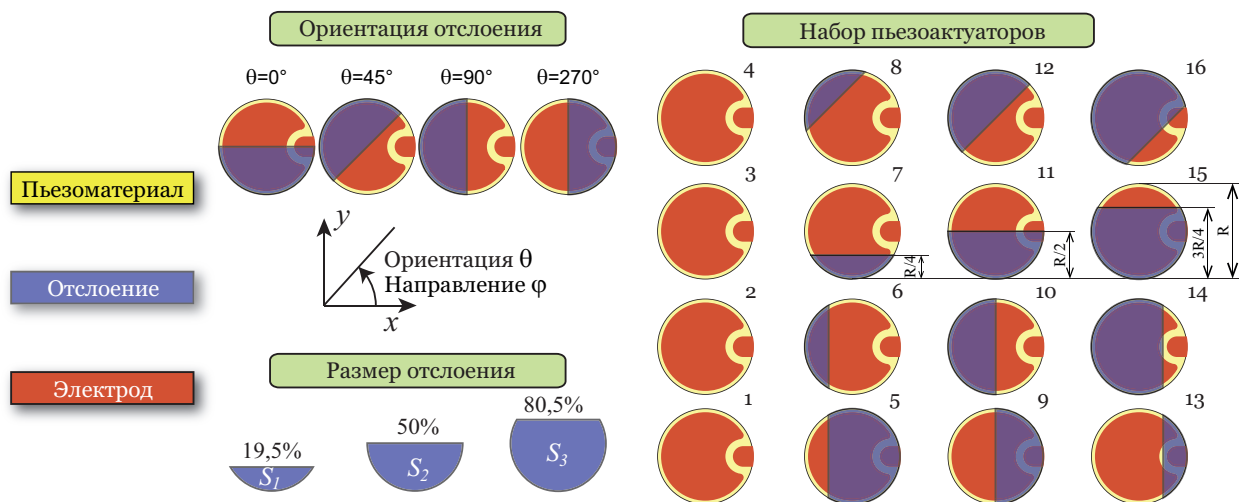 Ориентация отслоения
θ=0° θ=45° θ=90° θ=270°
Пьезоматериал
Отслоение
Электрод
y
Ориентация θ
Направление φ
x
Размер отслоения
19,5% 50% 80,5%
S₁ S₂ S₃
Набор пьезоактуаторов
4 8 12 16
3 7 11 15
R/4 R/2 3R/4 R
2 6 10 14
1 5 9 13